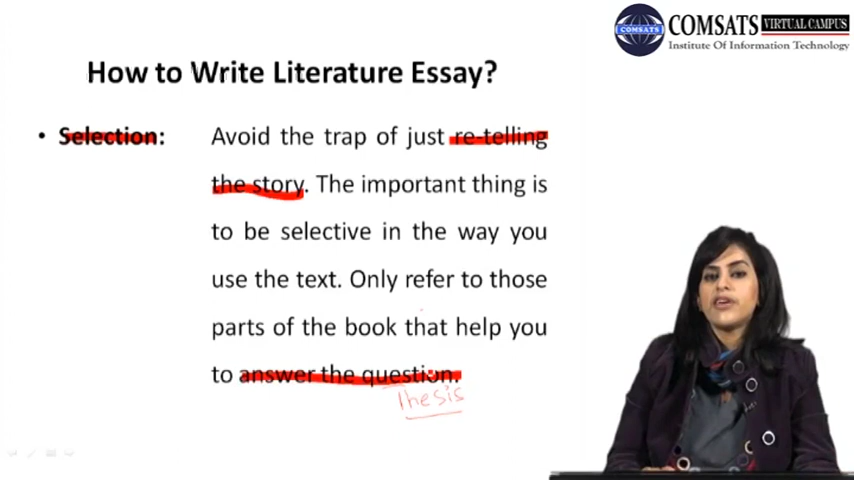 COMSATS VIRTUAL CAMPUS
COMSATS
Institute Of Information Technology
How to Write Literature Essay?
• Selection: Avoid the trap of just re-telling
the story. The important thing is
to be selective in the way you
use the text. Only refer to those
parts of the book that help you
to answer the question.
Thesis